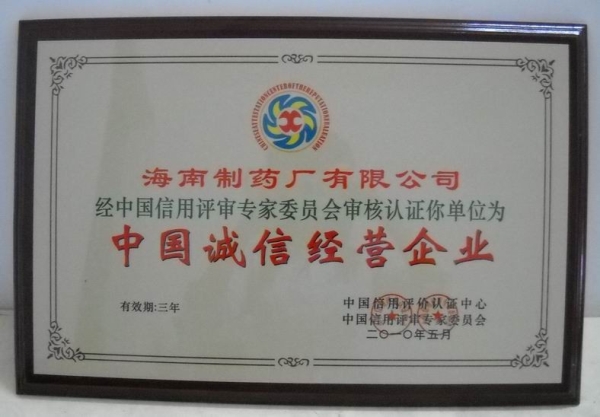 海南制药厂有限公司
经中国信用评审专家委员会审核认证你单位为
中国诚信经营企业
有效期:三年
中国信用评价认证中心
中国信用评审专家委员会
二〇一〇年五月